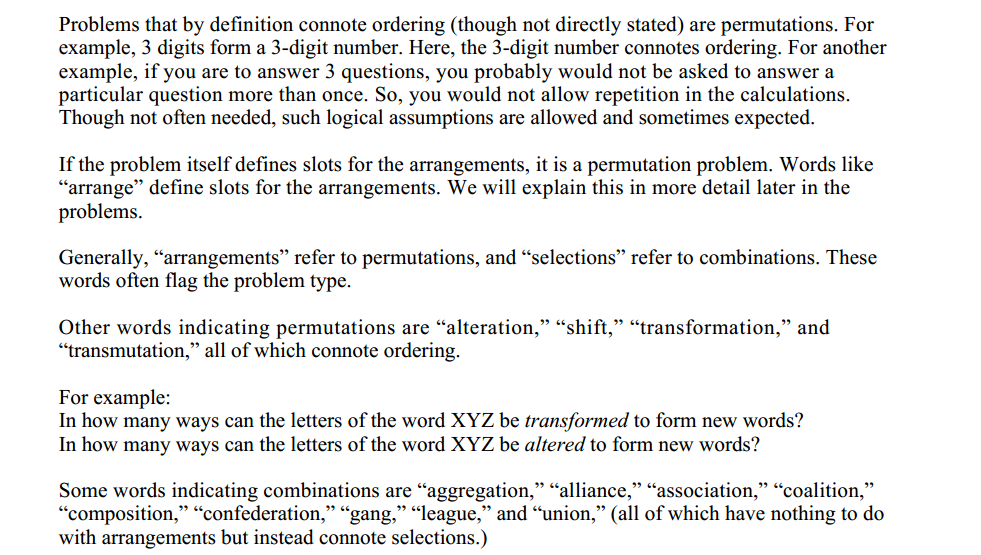 Problems that by definition connote ordering (though not directly stated) are permutations. For
example, 3 digits form a 3-digit number. Here, the 3-digit number connotes ordering. For another
example, if you are to answer 3 questions, you probably would not be asked to answer a
particular question more than once. So, you would not allow repetition in the calculations.
Though not often needed, such logical assumptions are allowed and sometimes expected.
If the problem itself defines slots for the arrangements, it is a permutation problem. Words like
“arrange” define slots for the arrangements. We will explain this in more detail later in the
problems.
Generally, “arrangements” refer to permutations, and “selections” refer to combinations. These
words often flag the problem type.
Other words indicating permutations are “alteration,” “shift,” “transformation,” and
“transmutation,” all of which connote ordering.
For example:
In how many ways can the letters of the word XYZ be transformed to form new words?
In how many ways can the letters of the word XYZ be altered to form new words?
Some words indicating combinations are “aggregation,” “alliance,” “association,” “coalition,”
“composition,” “confederation,” “gang,” “league,” and “union,” (all of which have nothing to do
with arrangements but instead connote selections.)